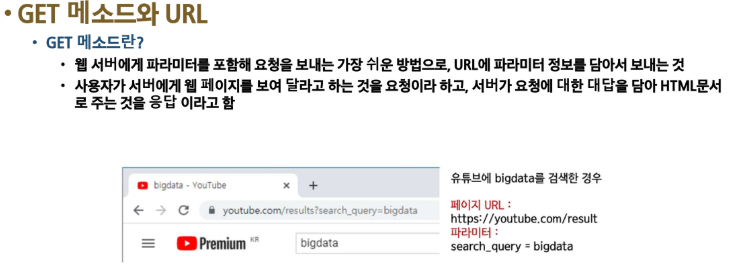 • GET 메소드와 URL
• GET 메소드란?
• 웹 서버에게 파라미터를 포함해 요청을 보내는 가장 쉬운 방법으로, URL에 파라미터 정보를 담아서 보내는 것
• 사용자가 서버에게 웹 페이지를 보여 달라고 하는 것을 요청이라 하고, 서버가 요청에 대한 대답을 담아 HTML문서
로 주는 것을 응답 이라고 함
bigdata - YouTube × +
youtube.com/results?search_query=bigdata
Premium KR
bigdata
유튜브에 bigdata를 검색한 경우
페이지 URL :
https://youtube.com/result
파라미터 :
search_query = bigdata